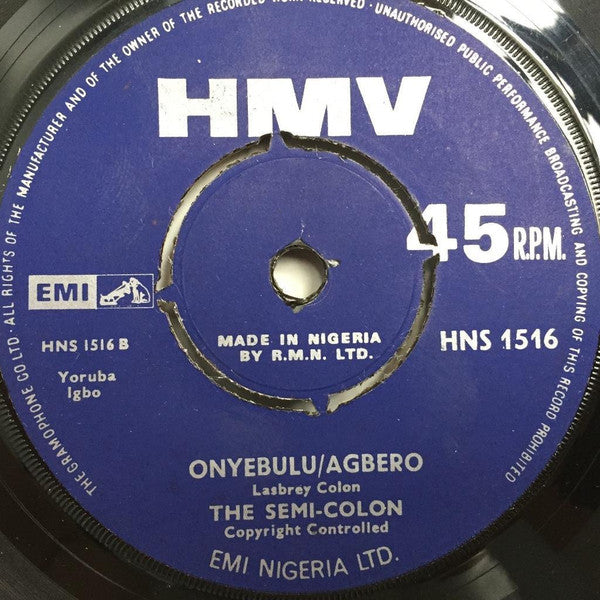 THE GRAMOPHONE CO LTD · ALL RIGHTS OF THE MANUFACTURER AND OF THE OWNER OF THE RECORDED WORK RESERVED · UNAUTHORISED PUBLIC PERFORMANCE BROADCASTING AND COPYING OF THIS RECORD PROHIBITED
HMV
45 R.P.M.
EMI
MADE IN NIGERIA
BY R.M.N. LTD.
HNS 1516 B
HNS 1516
Yoruba
Igbo
ONYEBULU/AGBERO
Lasbrey Colon
THE SEMI-COLON
Copyright Controlled
EMI NIGERIA LTD.